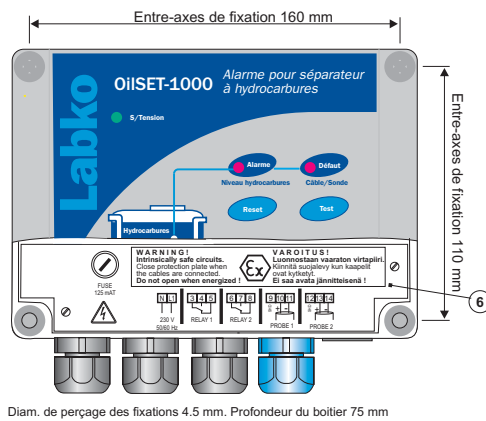 Entre-axes de fixation 160 mm
Labko
OilSET-1000
Alarme pour séparateur
à hydrocarbures
S/Tension
Alarme
Défaut
Niveau hydrocarbures
Câble/Sonde
Reset
Test
Hydrocarbures
Entre-axes de fixation 110 mm
WARNING!
Intrinsically safe circuits.
Close protection plate when
the cables are connected.
Do not open when energized !
Ex
VAROITUS!
Luonnostaan vaaraton virtapiiri.
Kiinnitä suojalevy kun kaapelit
ovat kytketyt.
Ei saa avata jännitteisenä !
FUSE
125 mAT
N L1
3 4 5
6 7 8
9 10 11
12 13 14
230 V
50/60 Hz
RELAY 1
RELAY 2
+ -
PROBE 1
+ -
PROBE 2
6
Diam. de perçage des fixations 4.5 mm. Profondeur du boitier 75 mm